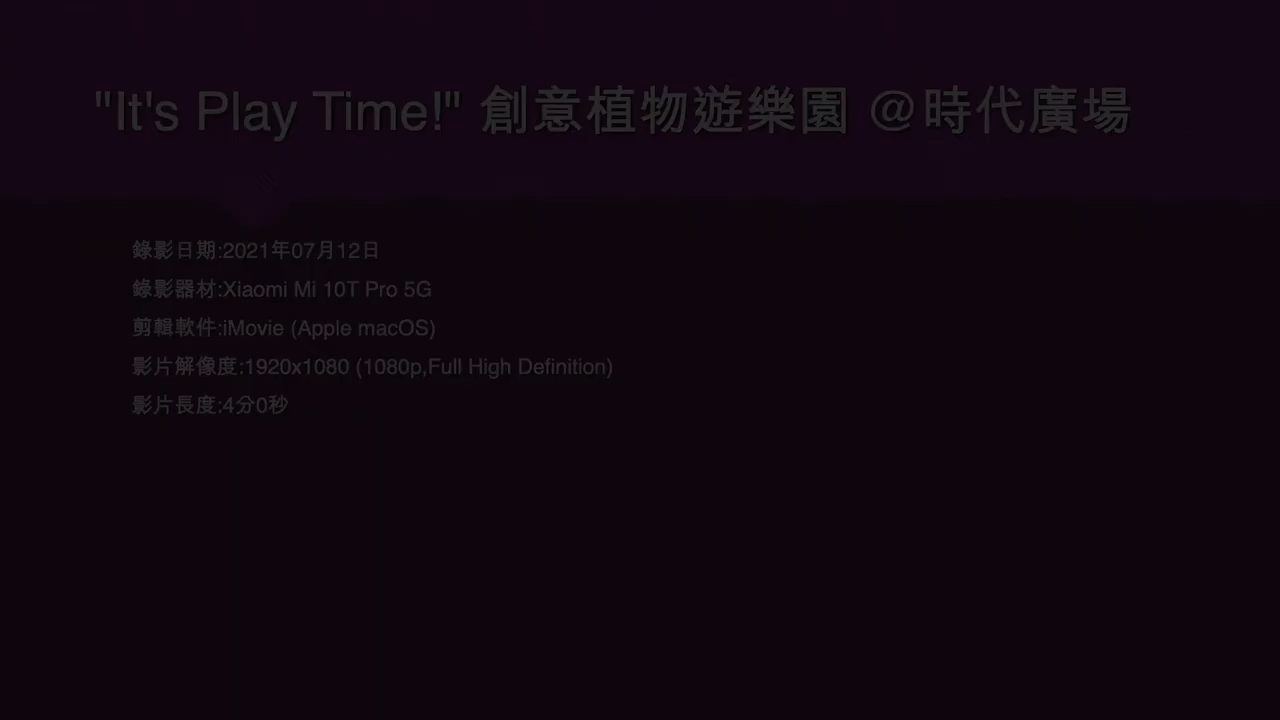 "It's Play Time!" 創意植物遊樂園 @時代廣場
錄影日期:2021年07月12日
錄影器材:Xiaomi Mi 10T Pro 5G
剪輯軟件:iMovie (Apple macOS)
影片解像度:1920x1080 (1080p,Full High Definition)
影片長度:4分0秒